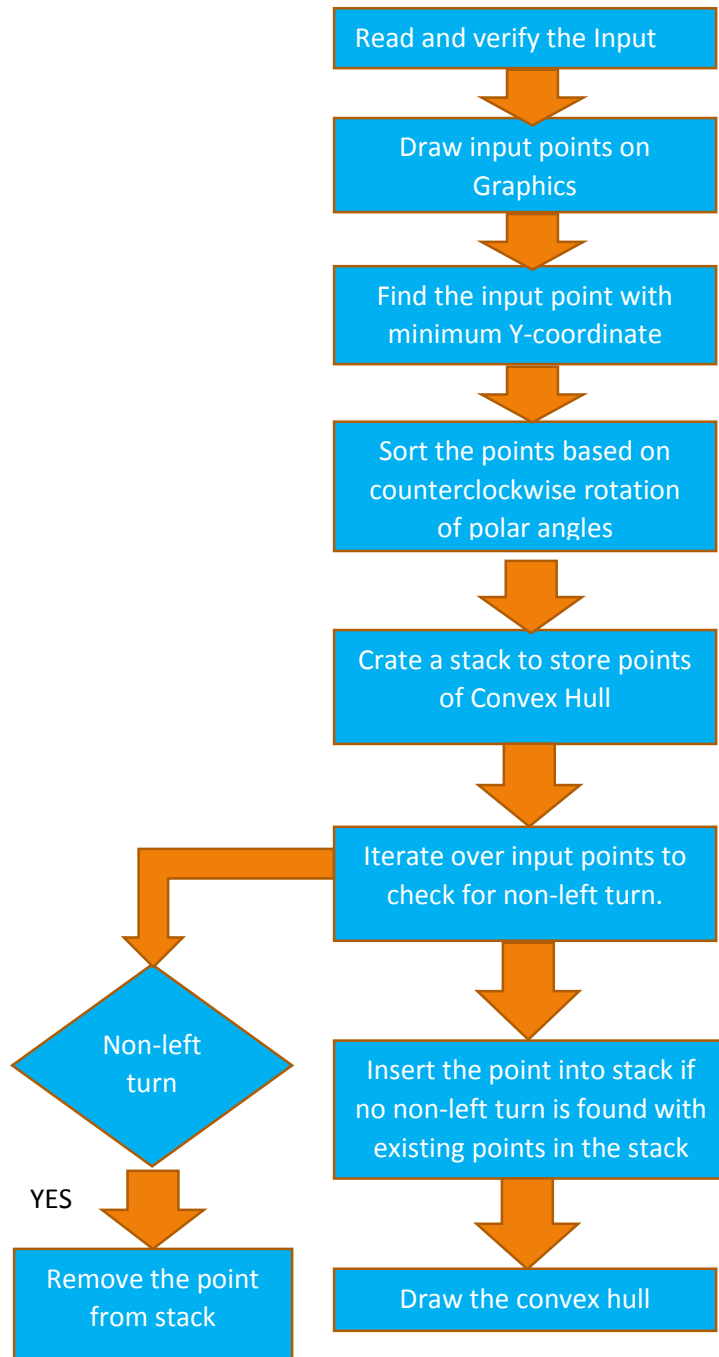 Read and verify the Input
Draw input points on
Graphics
Find the input point with
minimum Y-coordinate
Sort the points based on
counterclockwise rotation
of polar angles
Crate a stack to store points
of Convex Hull
Iterate over input points to
check for non-left turn.
Non-left
turn
Insert the point into stack if
no non-left turn is found with
existing points in the stack
YES
Remove the point
from stack
Draw the convex hull